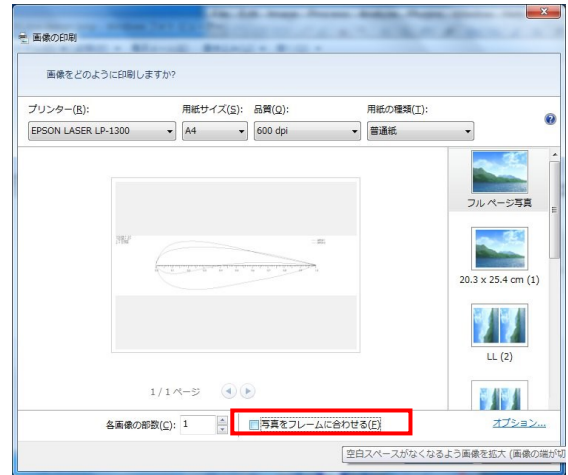 画像の印刷
画像をどのように印刷しますか?
プリンター(R): 用紙サイズ(S): 品質(Q): 用紙の種類(T):
EPSON LASER LP-1300 A4 600 dpi 普通紙
フル ページ写真
20.3 x 25.4 cm (1)
LL (2)
1 / 1 ページ
各画像の部数(C): 1 写真をフレームに合わせる(F) オプション...
空白スペースがなくなるよう画像を拡大 (画像の端が切